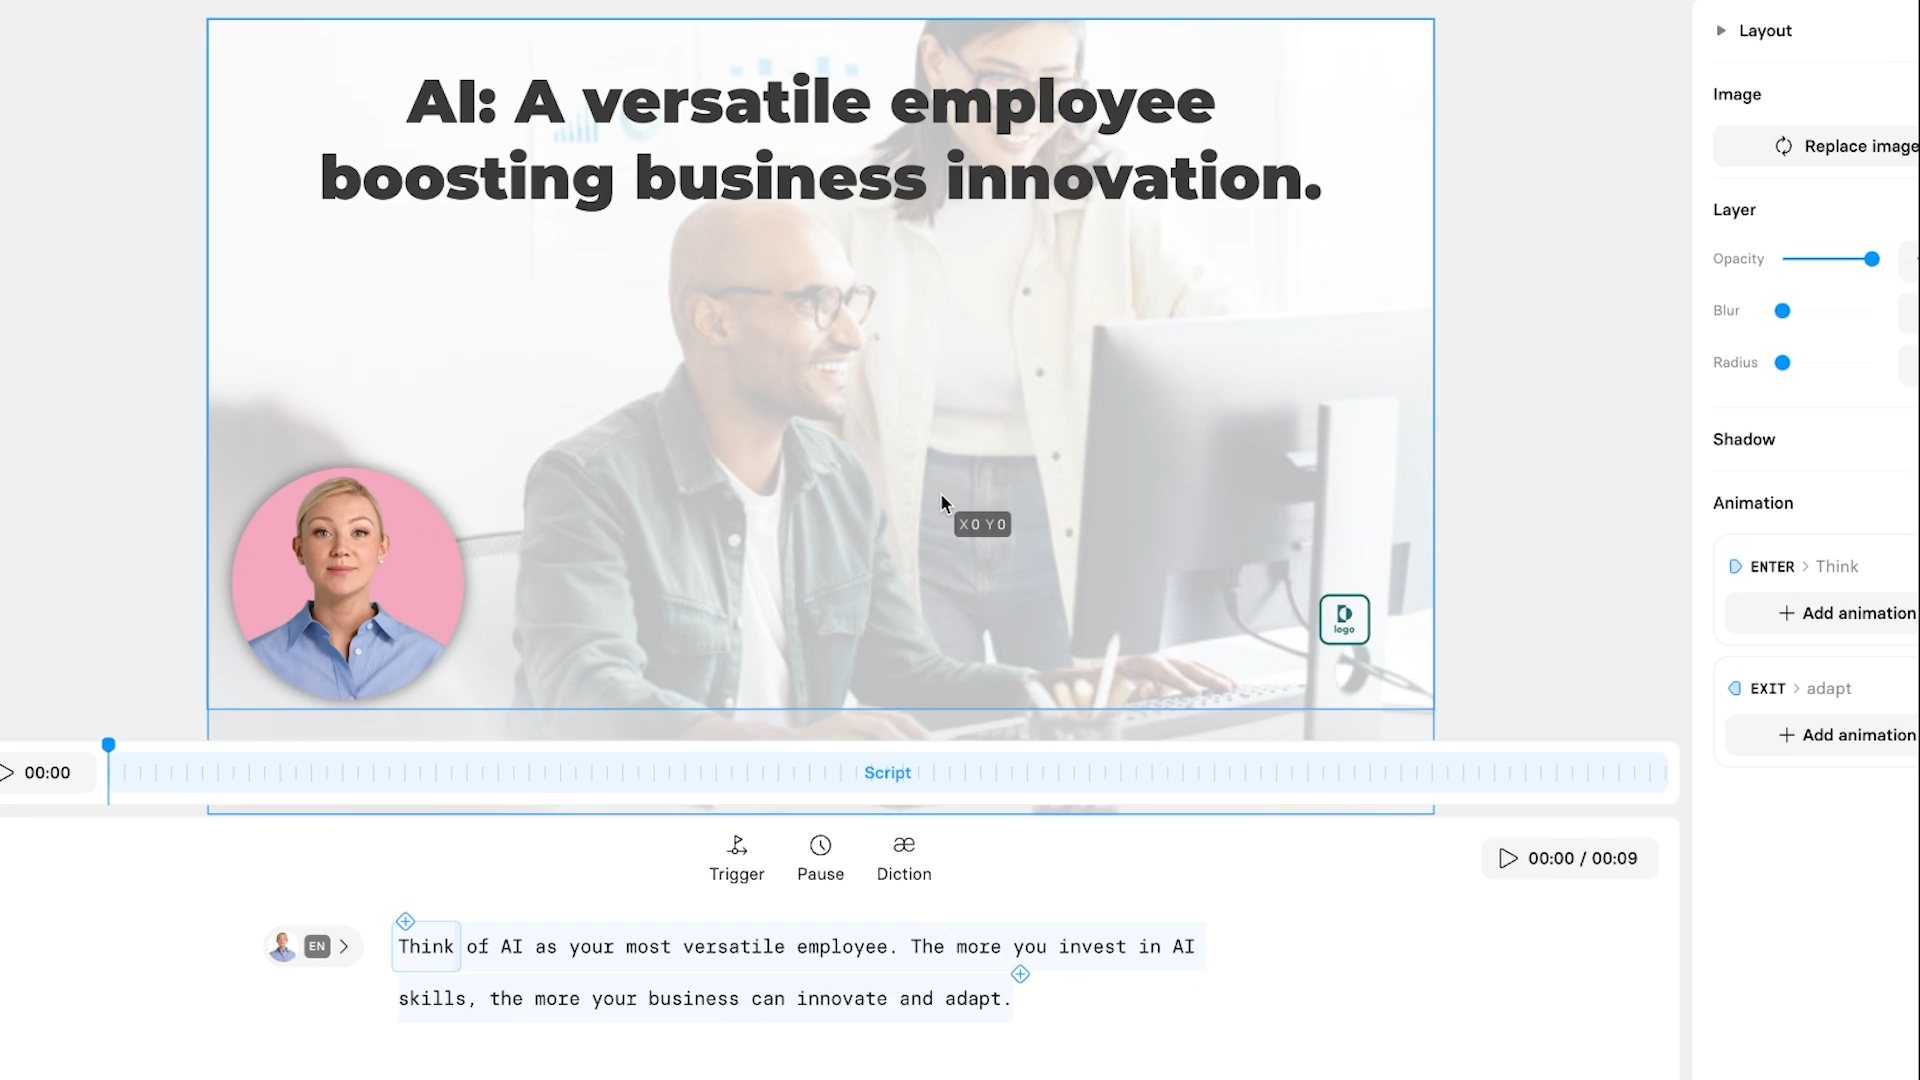 AI: A versatile employee
boosting business innovation.
X 0 Y 0
logo
Layout
Image
Replace image
Layer
Opacity
Blur
Radius
Shadow
Animation
ENTER > Think
+ Add animation
EXIT > adapt
+ Add animation
00:00
Script
Trigger
Pause
æ
Diction
00:00 / 00:09
EN
Think of AI as your most versatile employee. The more you invest in AI
skills, the more your business can innovate and adapt.